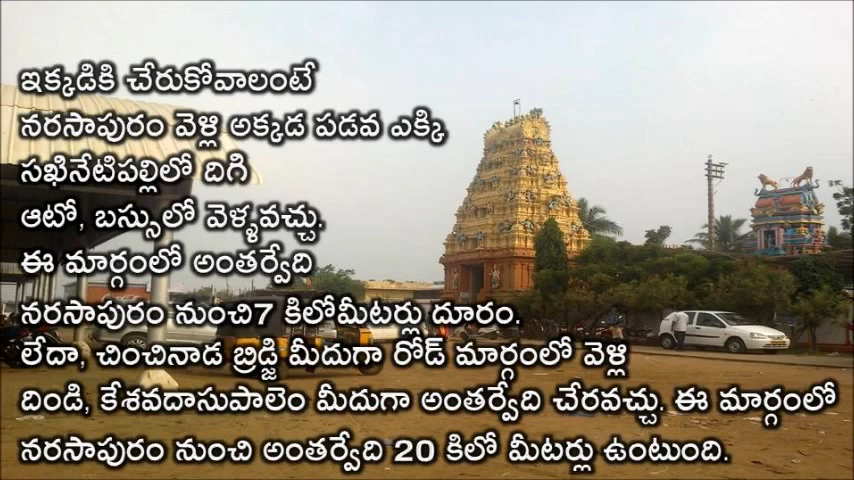 ఇక్కడికి చేరుకోవాలంటే
నరసాపురం వెళ్లి అక్కడ పడవ ఎక్కి
సఖినేటిపల్లిలో దిగి
ఆటో, బస్సులో వెళ్ళవచ్చు.
ఈ మార్గంలో అంతర్వేది
నరసాపురం నుంచి7 కిలోమీటర్లు దూరం.
లేదా, చించినాడ బ్రిడ్జి మీదుగా రోడ్ మార్గంలో వెళ్లి
దిండి, కేశవదాసుపాలెం మీదుగా అంతర్వేది చేరవచ్చు. ఈ మార్గంలో
నరసాపురం నుంచి అంతర్వేది 20 కిలో మీటర్లు ఉంటుంది.